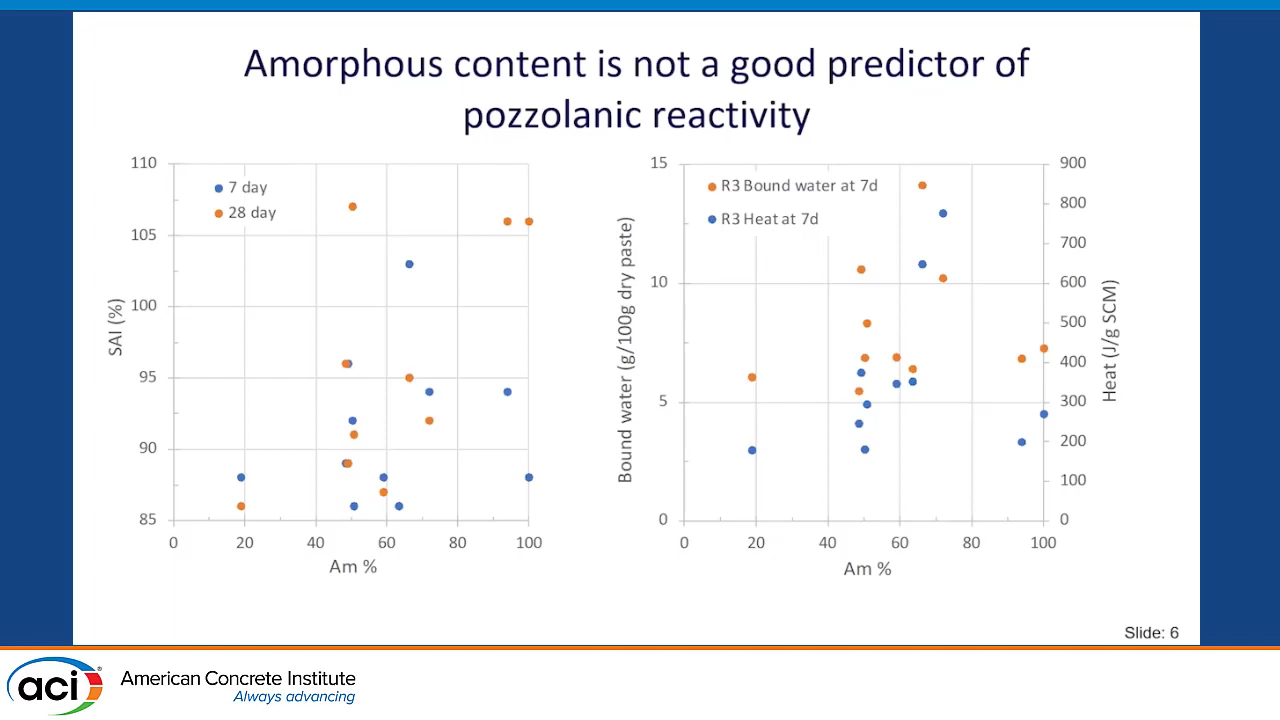 Amorphous content is not a good predictor of
pozzolanic reactivity
110
105
100
95
90
85
SAI (%)
7 day
28 day
0 20 40 60 80 100
Am %
15
10
5
0
Bound water (g/100g dry paste)
R3 Bound water at 7d
R3 Heat at 7d
900
800
700
600
500
400
300
200
100
0
Heat (J/g SCM)
0 20 40 60 80 100
Am %
Slide: 6
aci®
American Concrete Institute
Always advancing